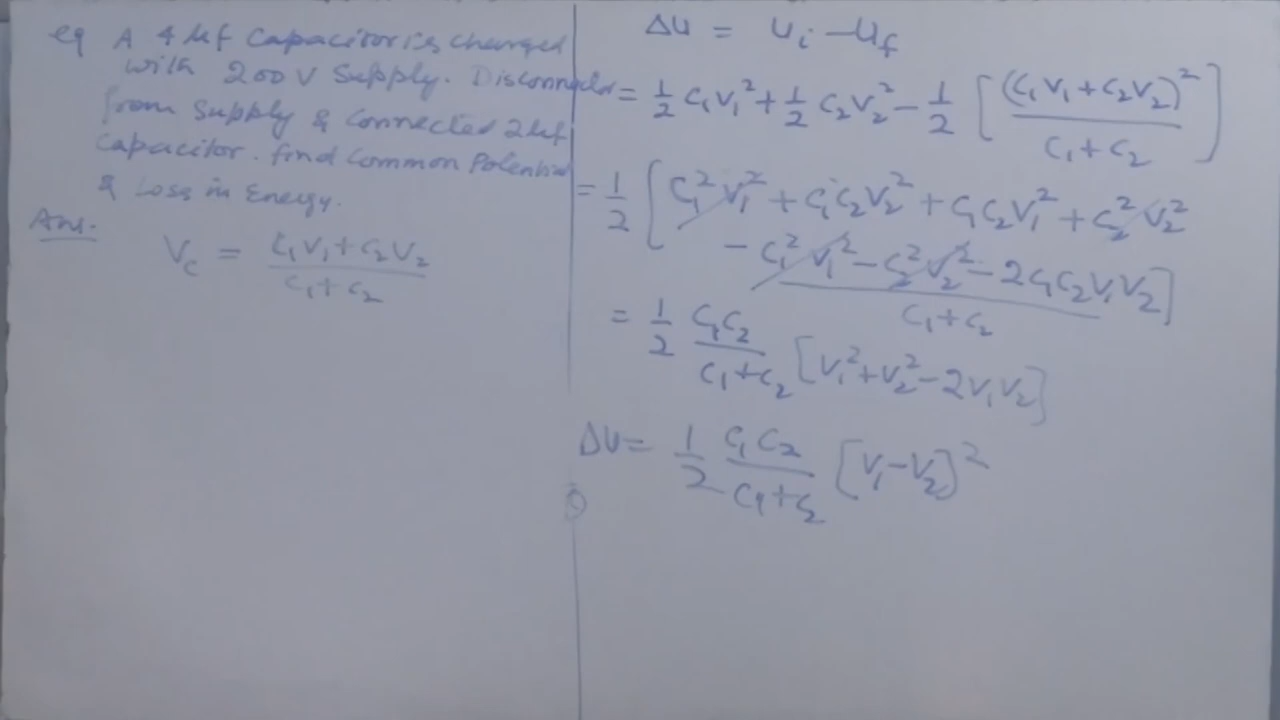 eg A 4 μf Capacitor is charged
with 200 V Supply. Disconnected
from Supply & Connected 2μf
Capacitor. find Common Potential
& Loss in Energy.
Ans.
V_c = (C₁V₁ + C₂V₂) / (C₁ + C₂)
ΔU = U_i − U_f
= 1/2 C₁V₁² + 1/2 C₂V₂² − 1/2 [(C₁V₁ + C₂V₂)² / (C₁ + C₂)]
= 1/2 [C₁²V₁² + C₁C₂V₂² + C₁C₂V₁² + C₂²V₂²
− C₁²V₁² − C₂²V₂² − 2C₁C₂V₁V₂]
C₁ + C₂
= 1/2 C₁C₂ / (C₁ + C₂) [V₁² + V₂² − 2V₁V₂]
ΔU = 1/2 C₁C₂ / (C₁ + C₂) [V₁ − V₂]²